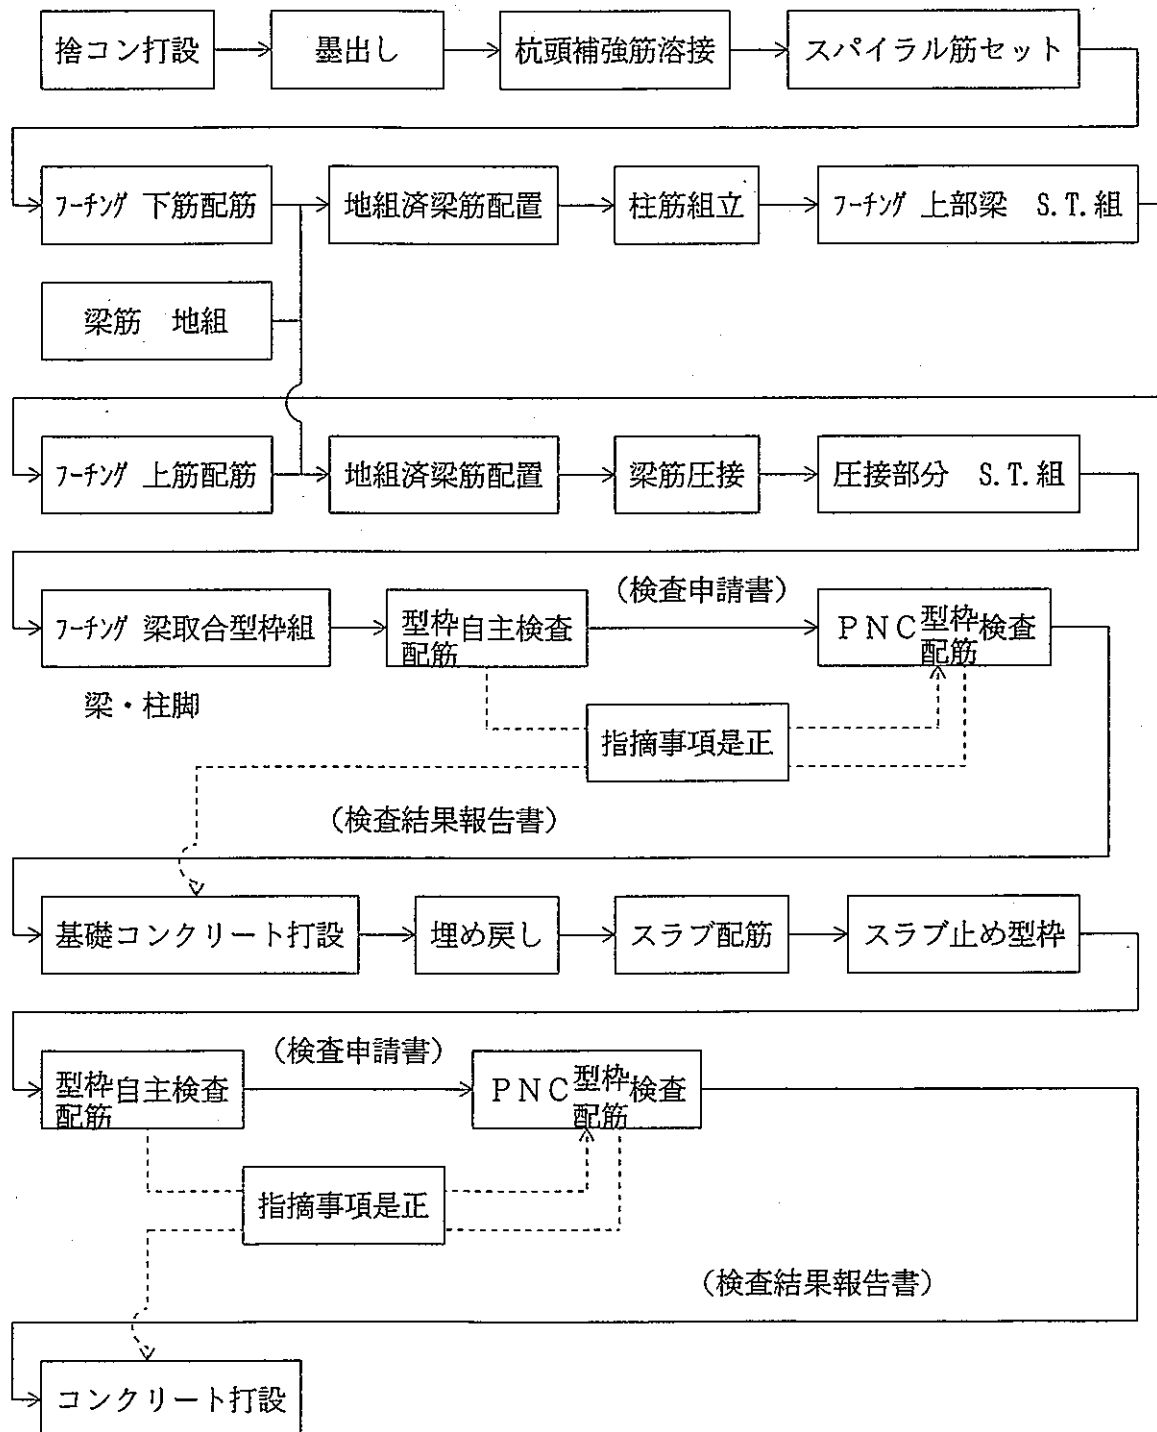 捨コン打設
墨出し
杭頭補強筋溶接
スパイラル筋セット
フーチング 下筋配筋
地組済梁筋配置
柱筋組立
フーチング 上部梁 S.T.組
梁筋 地組
フーチング 上筋配筋
地組済梁筋配置
梁筋圧接
圧接部分 S.T.組
フーチング 梁取合型枠組
梁・柱脚
型枠
配筋
自主検査
(検査申請書)
PNC
型枠
配筋
検査
指摘事項是正
(検査結果報告書)
基礎コンクリート打設
埋め戻し
スラブ配筋
スラブ止め型枠
型枠
配筋
自主検査
(検査申請書)
PNC
型枠
配筋
検査
指摘事項是正
(検査結果報告書)
コンクリート打設